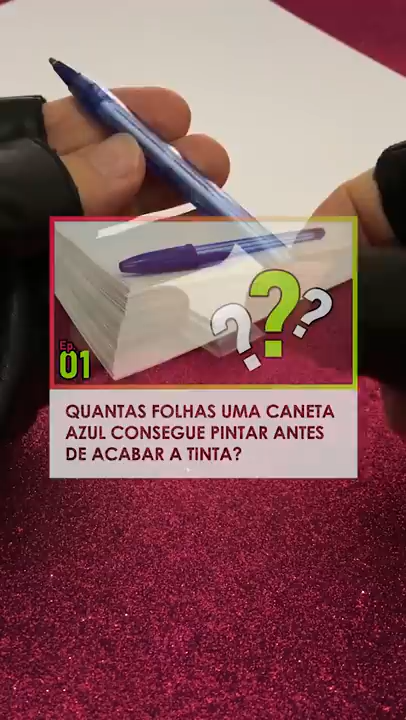 ???
Ep.
01
QUANTAS FOLHAS UMA CANETA
AZUL CONSEGUE PINTAR ANTES
DE ACABAR A TINTA?